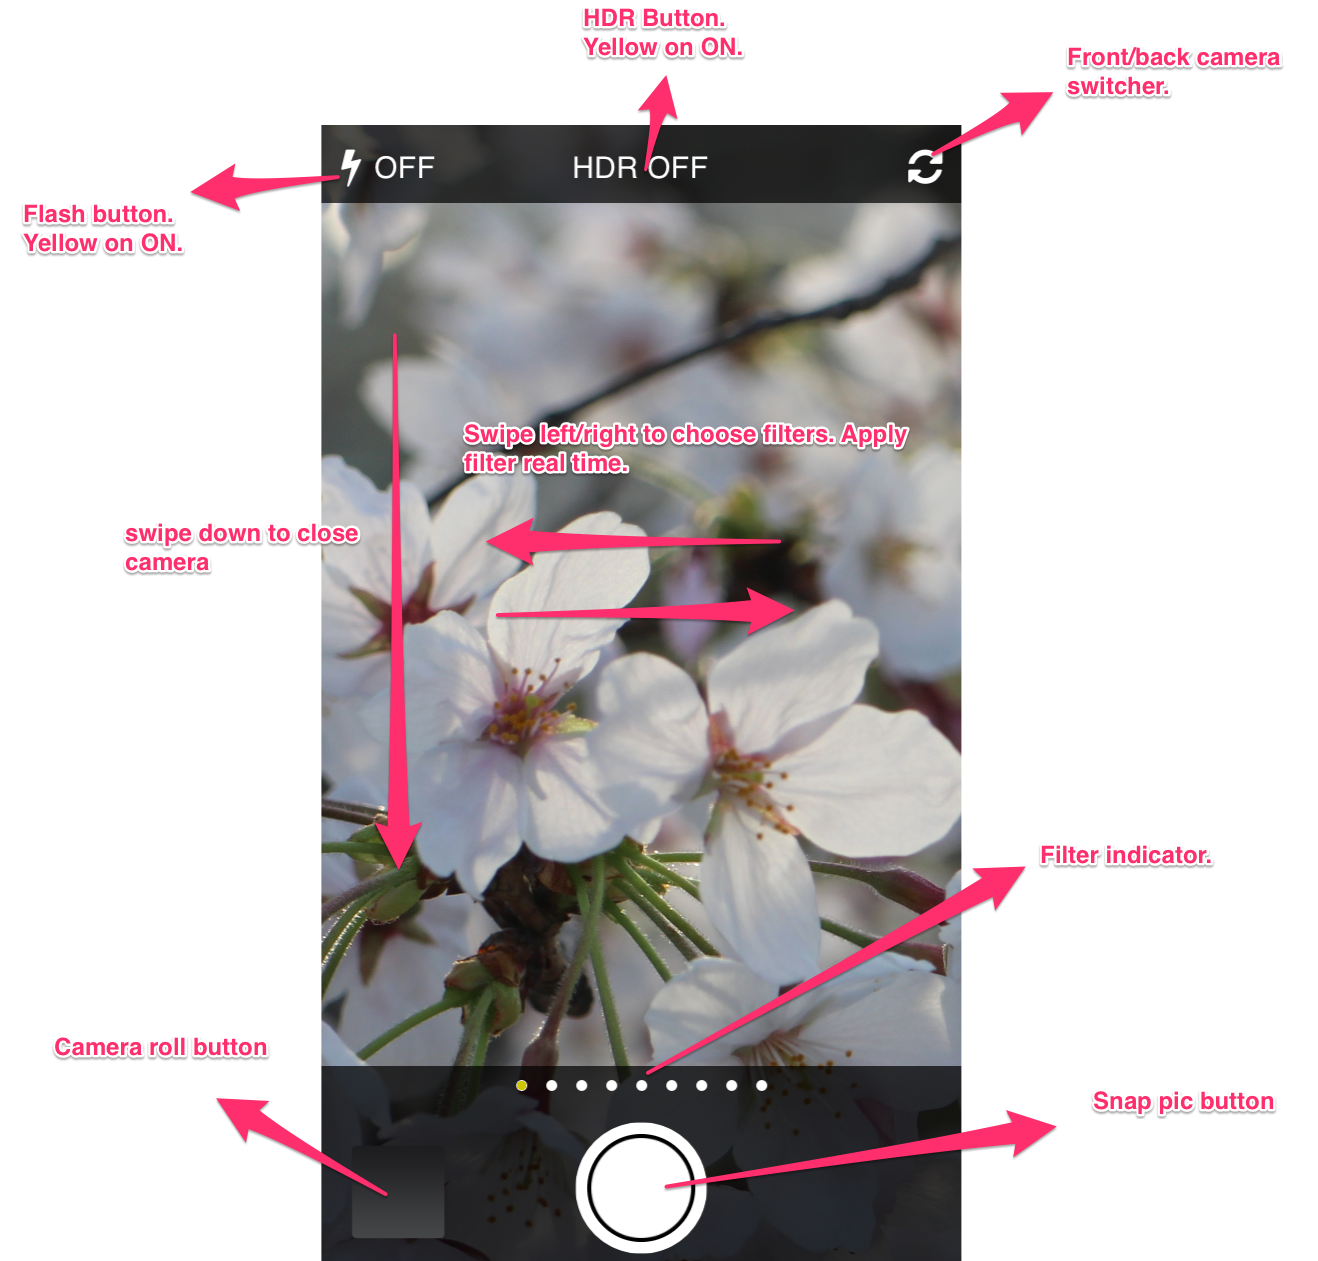 HDR Button.
Yellow on ON.
Front/back camera
switcher.
OFF
HDR OFF
Flash button.
Yellow on ON.
Swipe left/right to choose filters. Apply
filter real time.
swipe down to close
camera
Filter indicator.
Camera roll button
Snap pic button